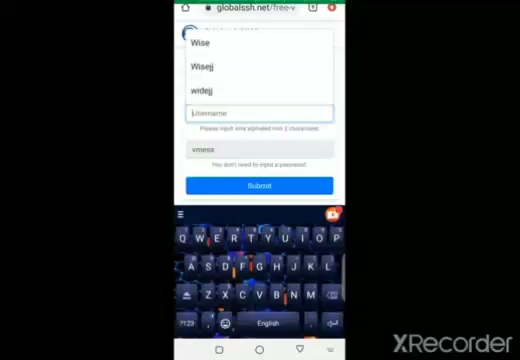 globalssh.net/free-v
Wise
Wisejj
widejj
Username
Please input only alphabet min 3 characters.
vmess
You don't need to input a password.
Submit
Q W E R T Y U I O P
A S D F G H J K L
Z X C V B N M
?123 , English .
XRecorder